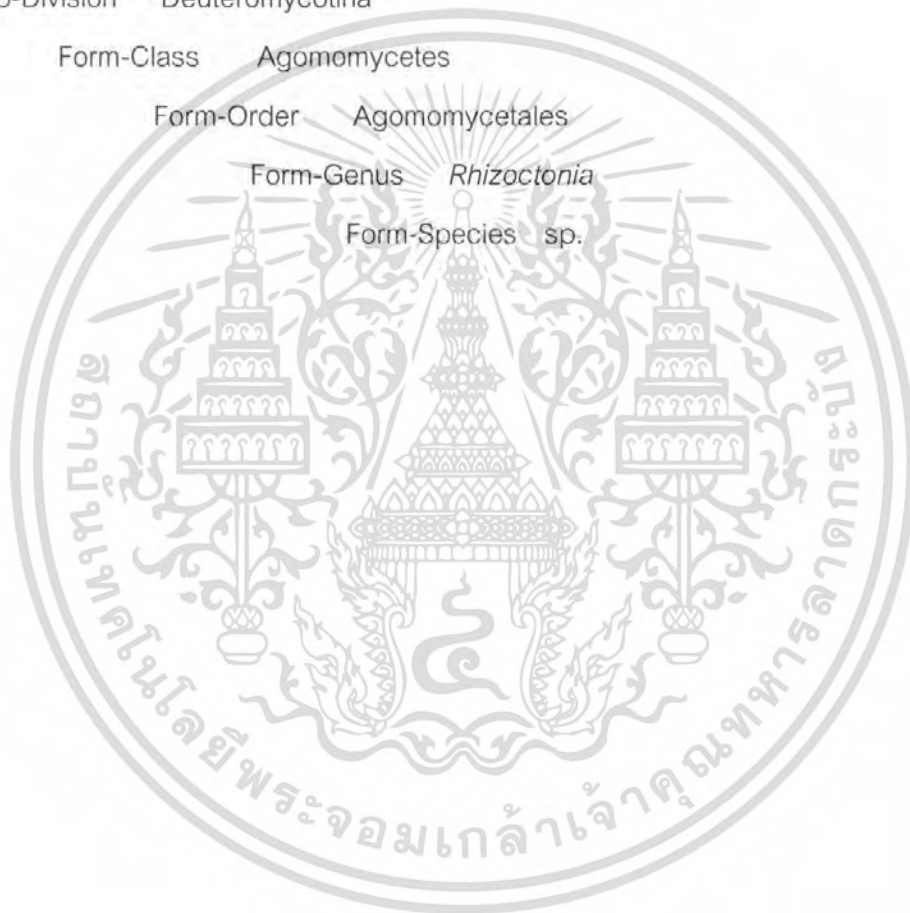 Deuteromycotina
Form-Class Agomomycetes
Form-Order Agomomycetales
Form-Genus Rhizoctonia
Form-Species sp.
๔
สถาบันเทคโนโลยีพระจอมเกล้าเจ้าคุณทหารลาดกระบัง